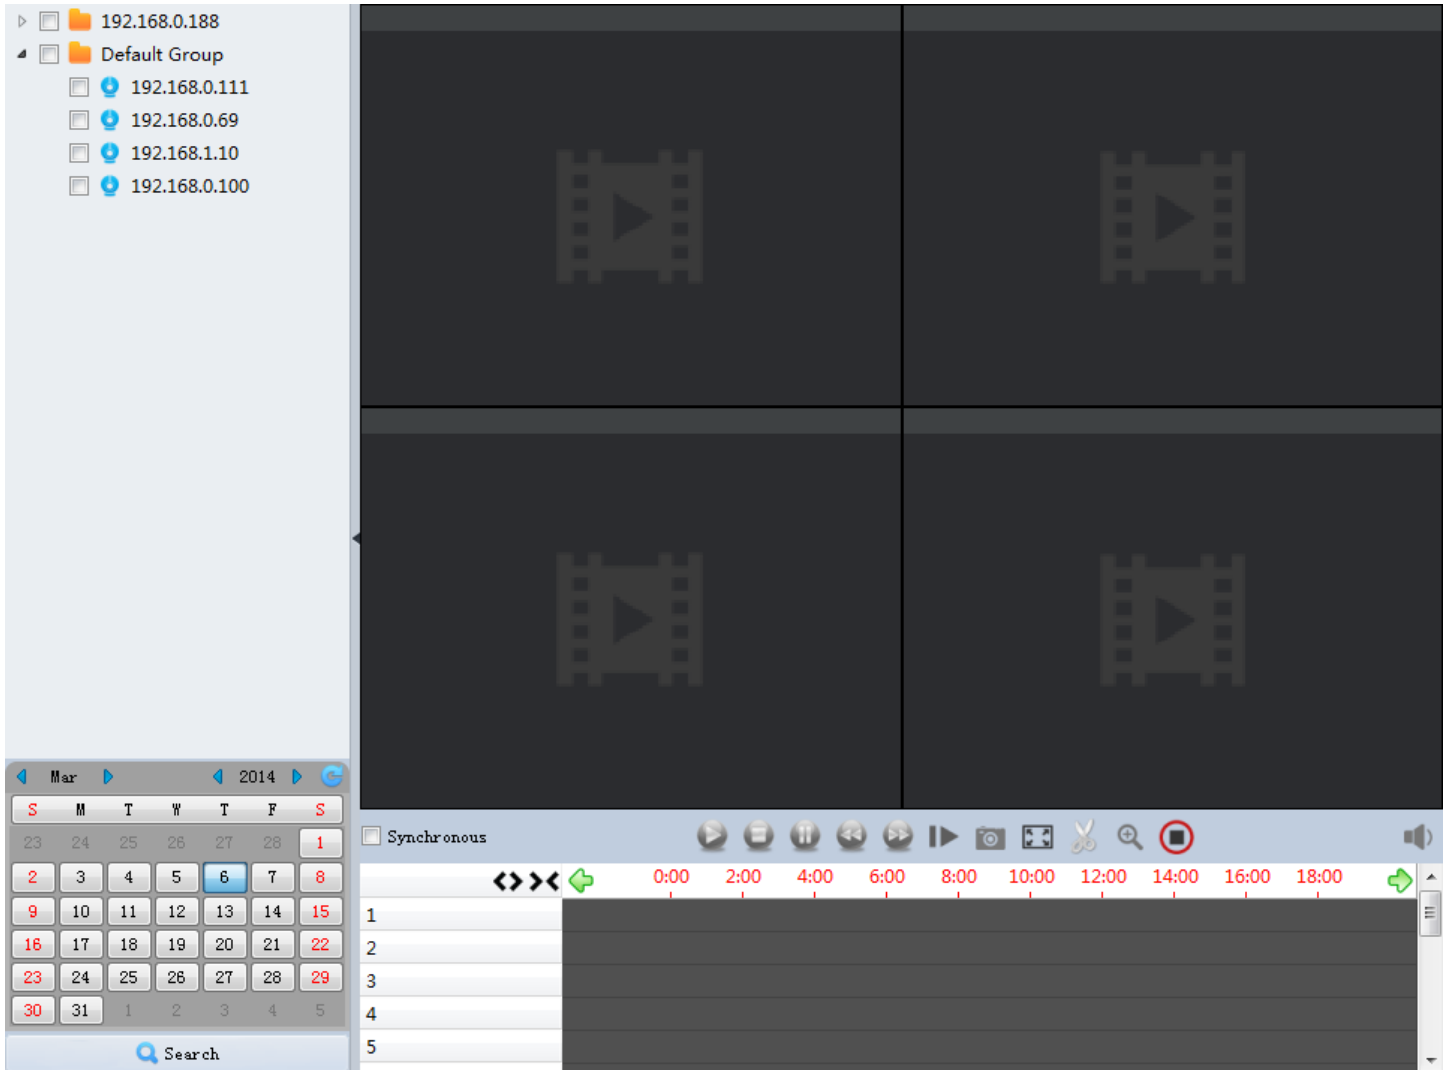 192.168.0.188
Default Group
192.168.0.111
192.168.0.69
192.168.1.10
192.168.0.100
Mar 2014
S M T W T F S
23 24 25 26 27 28 1
2 3 4 5 6 7 8
9 10 11 12 13 14 15
16 17 18 19 20 21 22
23 24 25 26 27 28 29
30 31 1 2 3 4 5
Search
Synchronous
0:00 2:00 4:00 6:00 8:00 10:00 12:00 14:00 16:00 18:00
1
2
3
4
5